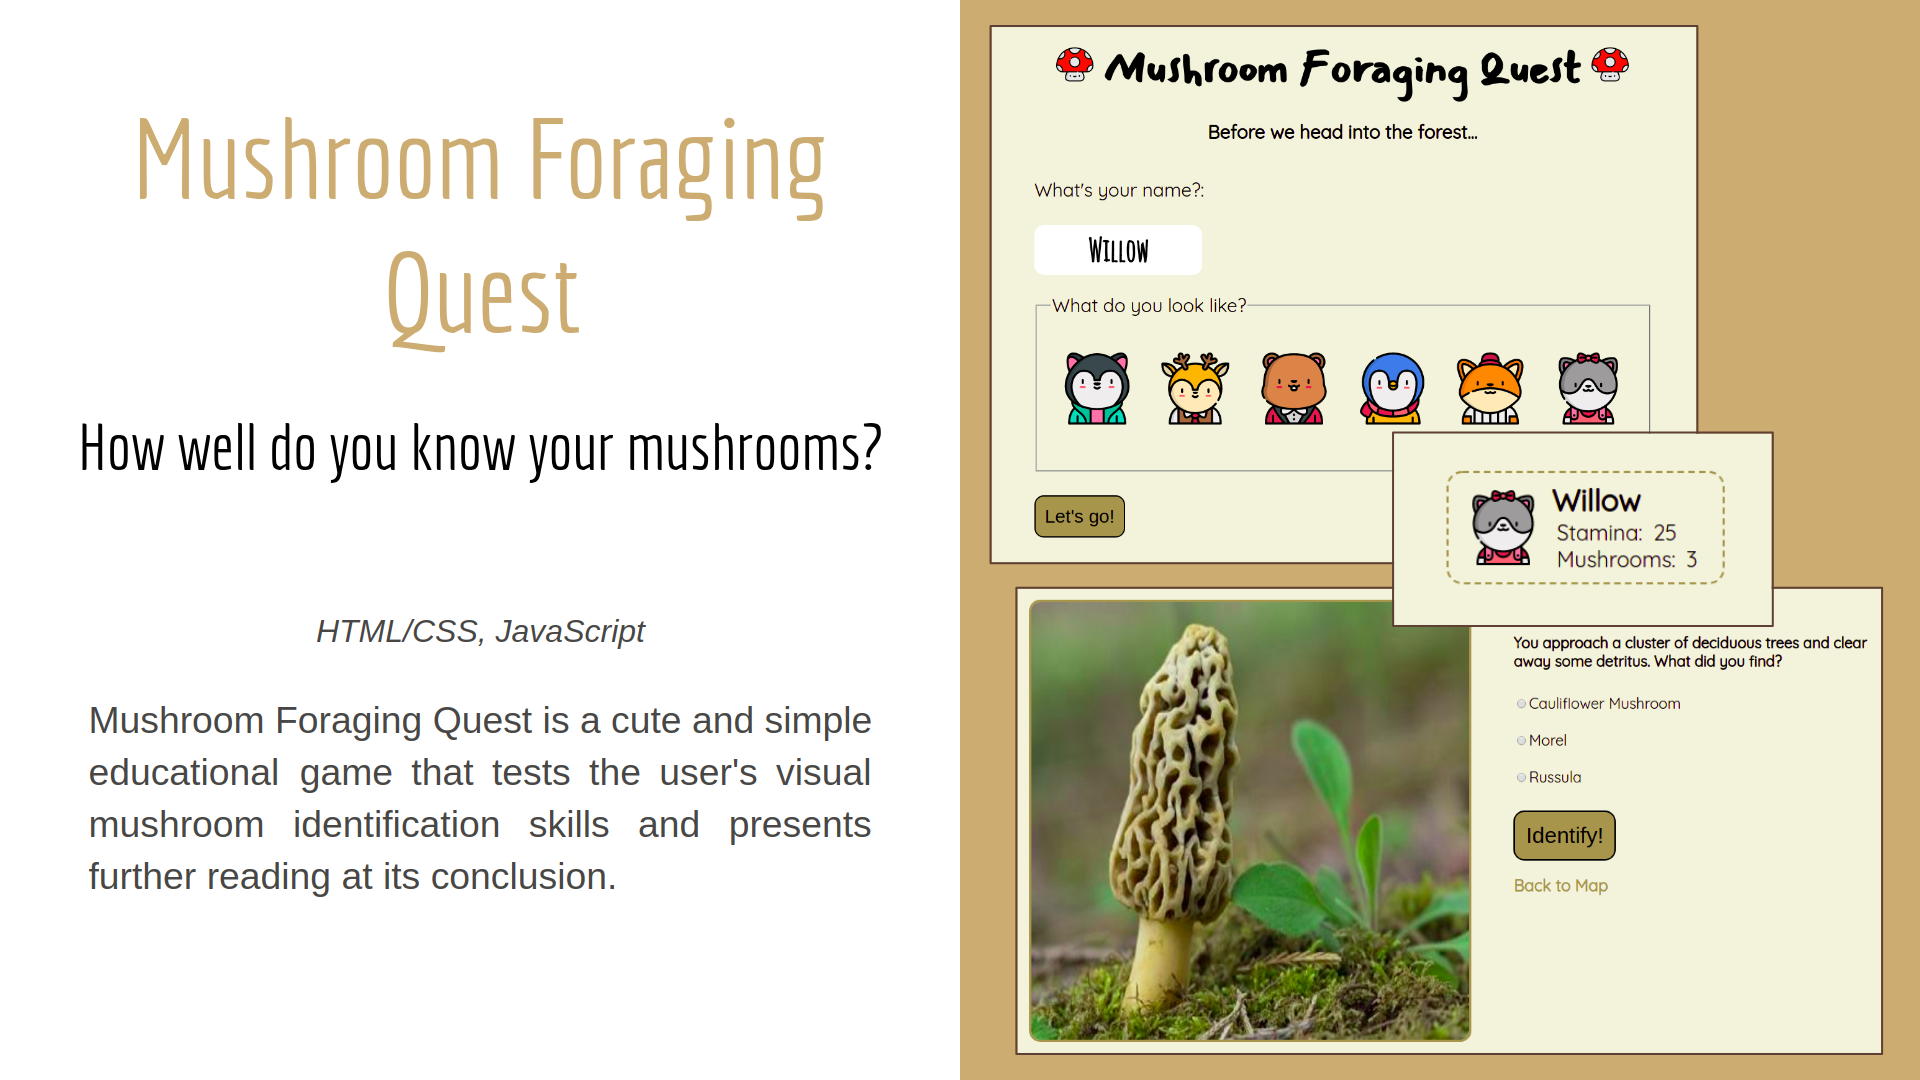 Mushroom Foraging
Quest
How well do you know your mushrooms?
HTML/CSS, JavaScript
Mushroom Foraging Quest is a cute and simple
educational game that tests the user's visual
mushroom identification skills and presents
further reading at its conclusion.
Mushroom Foraging Quest
Before we head into the forest...
What's your name?:
Willow
What do you look like?
Let's go!
Willow
Stamina: 25
Mushrooms: 3
You approach a cluster of deciduous trees and clear
away some detritus. What did you find?
Cauliflower Mushroom
Morel
Russula
Identify!
Back to Map